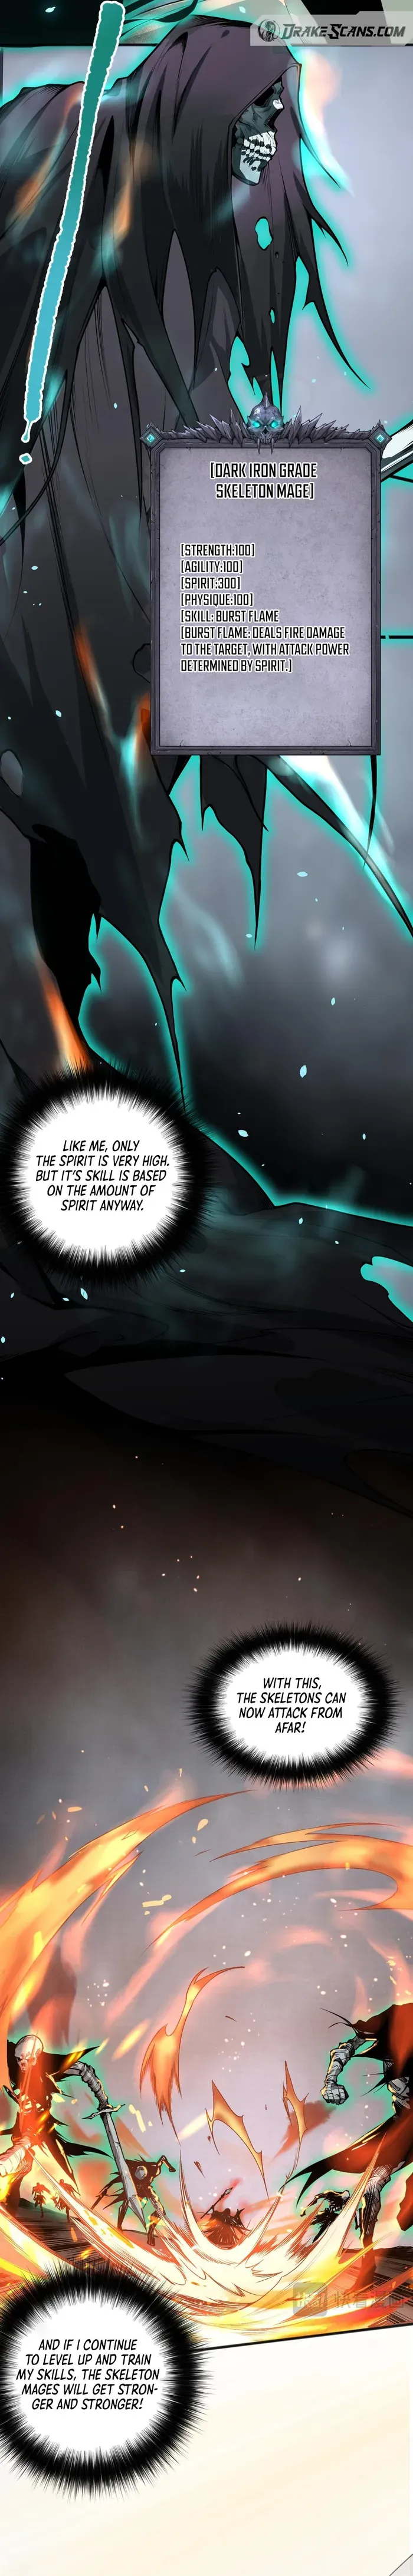 DRAKESCANS.COM
[DARK IRON GRADE
SKELETON MAGE]
[STRENGTH:100]
[AGILITY:100]
[SPIRIT:300]
[PHYSIQUE:100]
[SKILL: BURST FLAME
[BURST FLAME: DEALS FIRE DAMAGE
TO THE TARGET, WITH ATTACK POWER
DETERMINED BY SPIRIT.]
LIKE ME, ONLY
THE SPIRIT IS VERY HIGH.
BUT IT'S SKILL IS BASED
ON THE AMOUNT OF
SPIRIT ANYWAY.
WITH THIS,
THE SKELETONS CAN
NOW ATTACK FROM
AFAR!
AND IF I CONTINUE
TO LEVEL UP AND TRAIN
MY SKILLS, THE SKELETON
MAGES WILL GET STRON-
GER AND STRONGER!